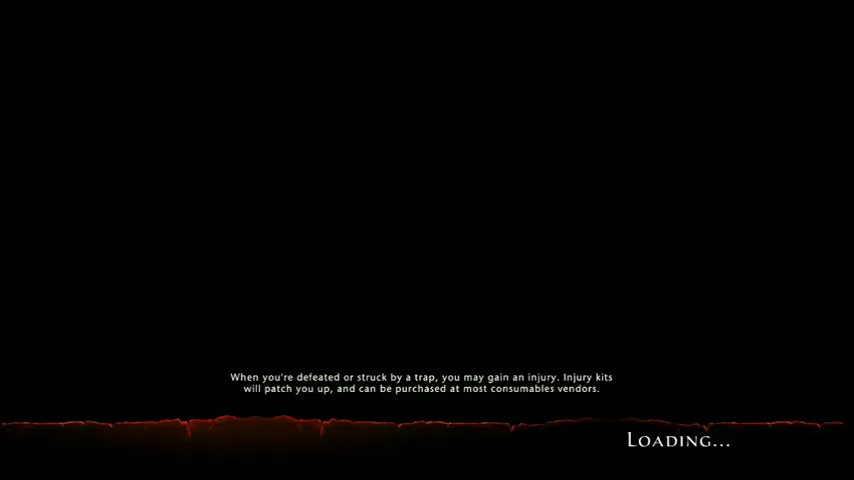 When you're defeated or struck by a trap, you may gain an injury. Injury kits
will patch you up, and can be purchased at most consumables vendors.
Loading...